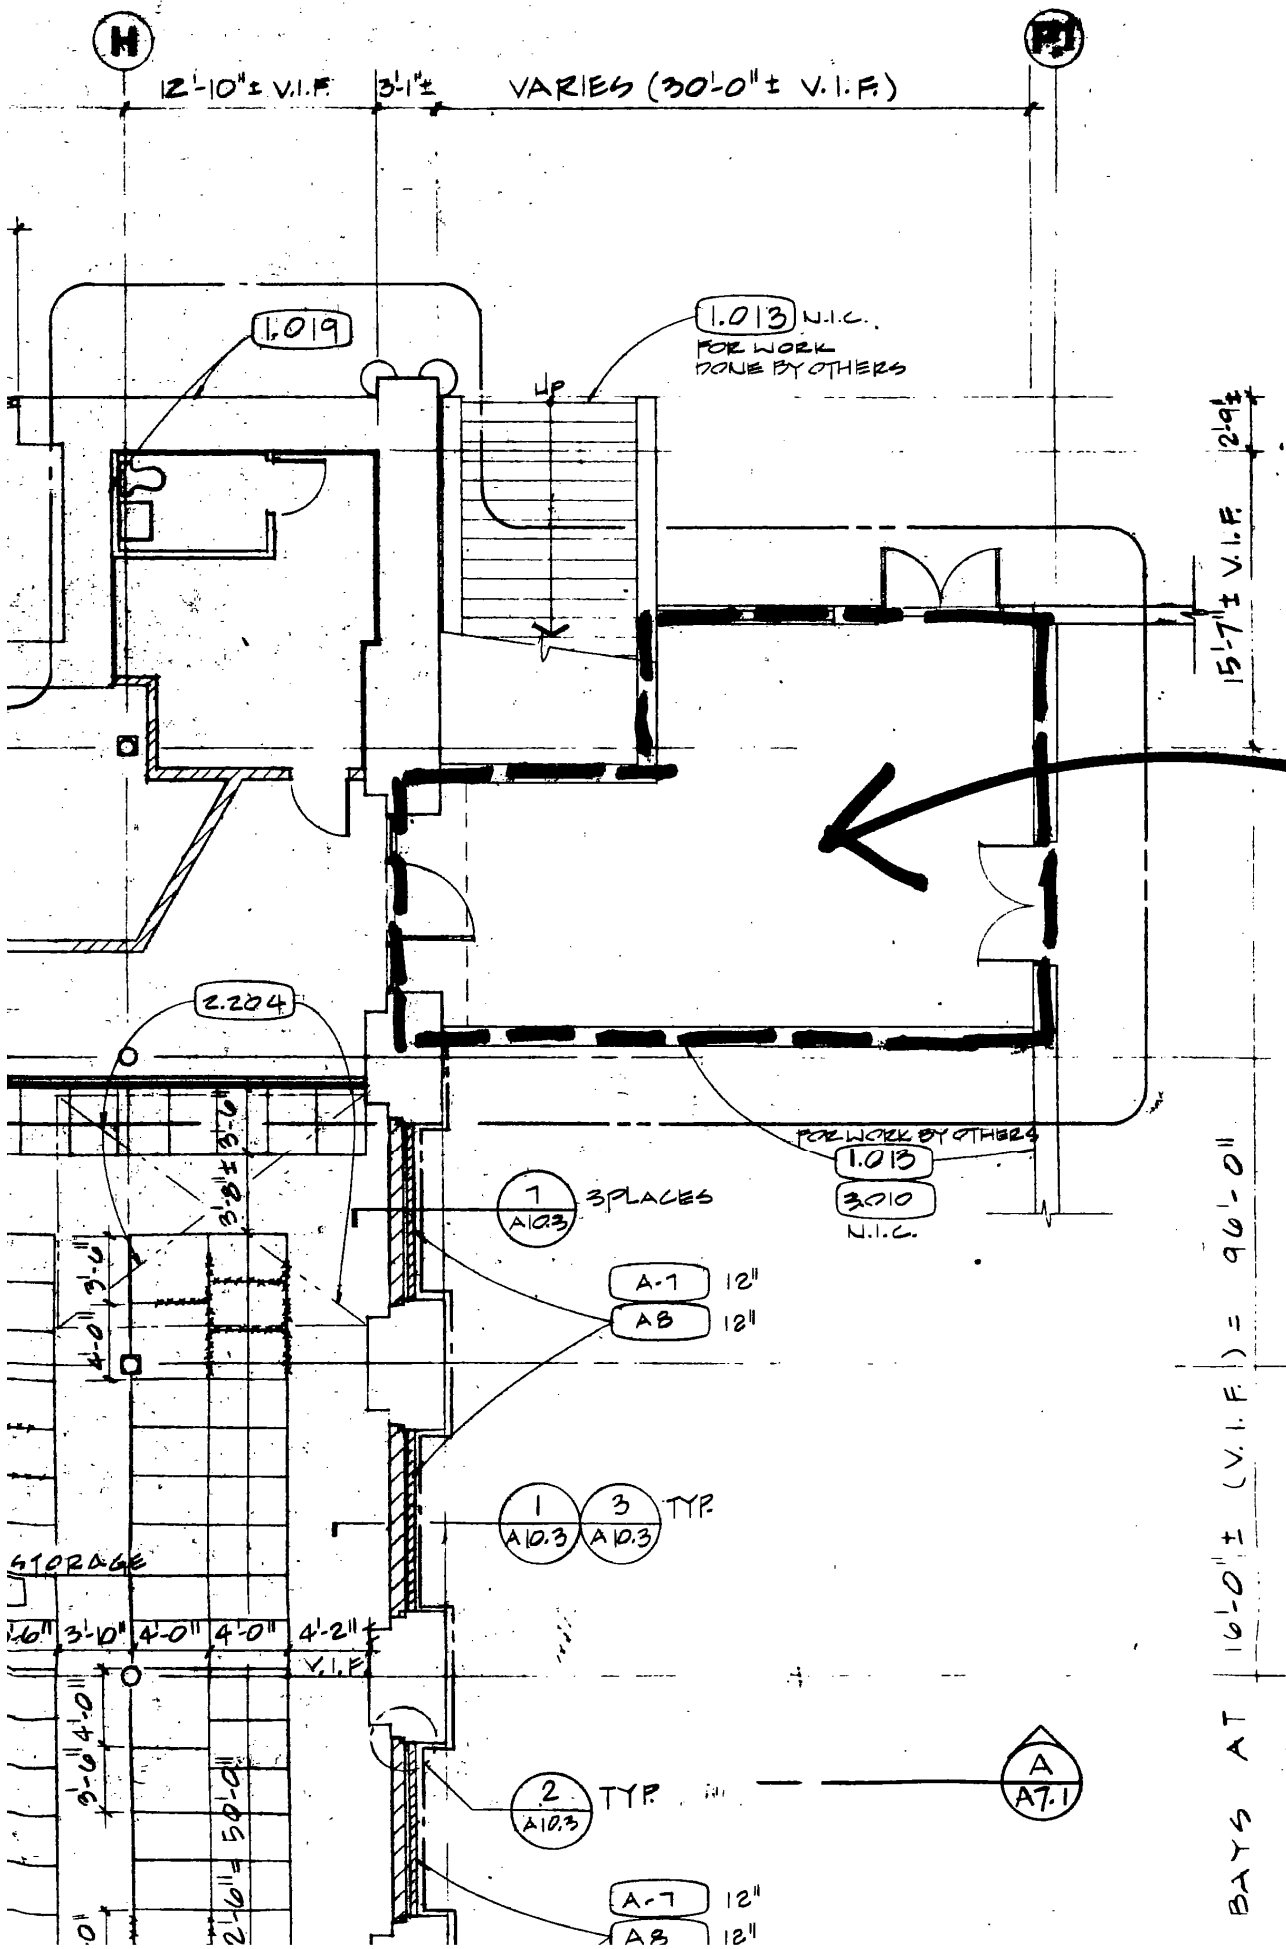 H
12'-10"± V.I.F.
3'-1"±
VARIES (30'-0"± V.I.F.)
1.019
1.013 N.I.C.
FOR WORK
DONE BY OTHERS
UP
2'-9"±
15'-7"± V.I.F.
2.204
3'-6"
3'-8"±
FOR WORK BY OTHERS
1.013
3.010
N.I.C.
7
A10.3
3 PLACES
3'-6"
4'-0"
A-7 12"
A8 12"
BAYS AT 16'-0"± (V.I.F.) = 96'-0"
1
A10.3
3
A10.3
TYP.
STORAGE
3'-10"
4'-0"
4'-0"
4'-2"±
V.I.F.
4'-0"
3'-6"
2'-6" = 50'-0"
2
A10.3
TYP.
A
A7.1
A-7 12"
A8 12"